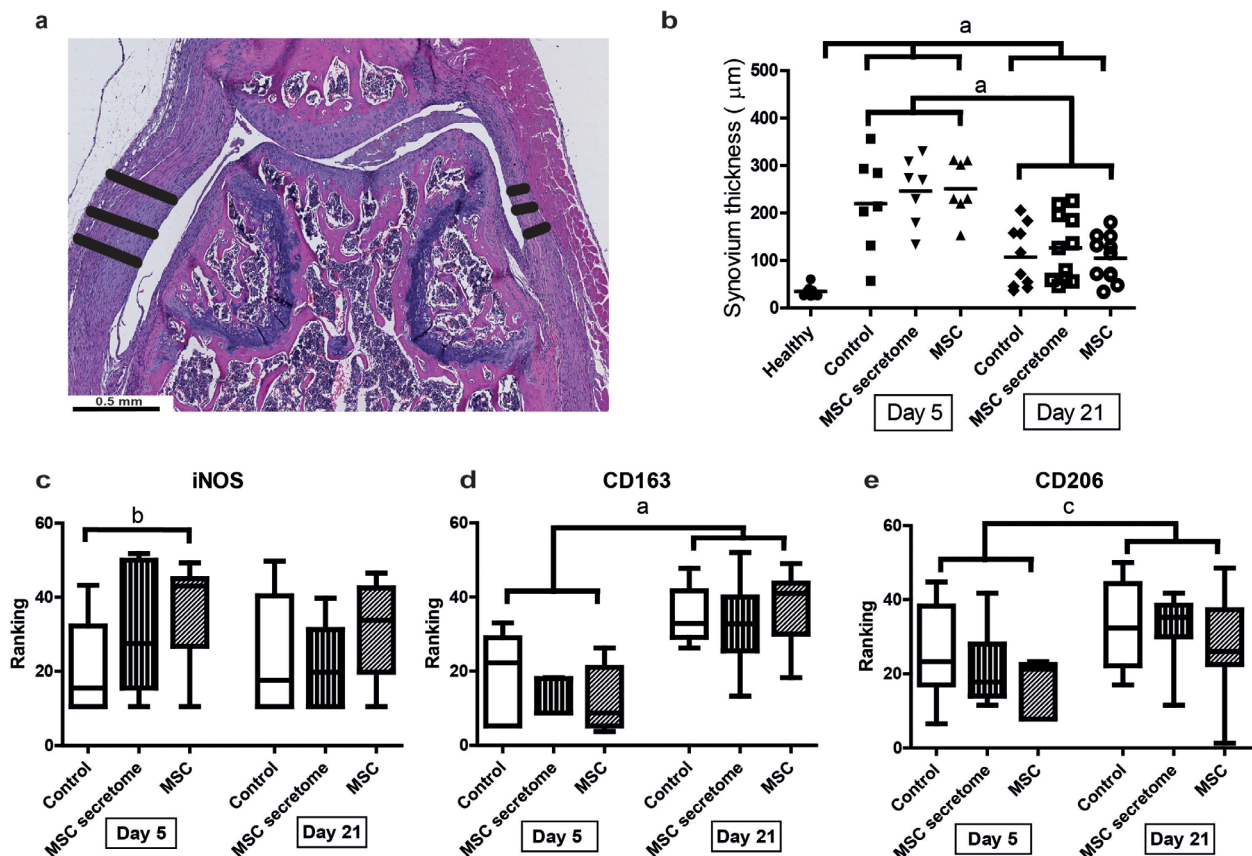 a
0.5 mm
b
a
a
Synovium thickness ( μm)
500
400
300
200
100
0
Healthy
Control
MSC secretome
MSC
Control
MSC secretome
MSC
Day 5
Day 21
c
iNOS
b
Ranking
60
40
20
0
Control
MSC secretome
MSC
Control
MSC secretome
MSC
Day 5
Day 21
d
CD163
a
Ranking
60
40
20
0
Control
MSC secretome
MSC
Control
MSC secretome
MSC
Day 5
Day 21
e
CD206
c
Ranking
60
40
20
0
Control
MSC secretome
MSC
Control
MSC secretome
MSC
Day 5
Day 21